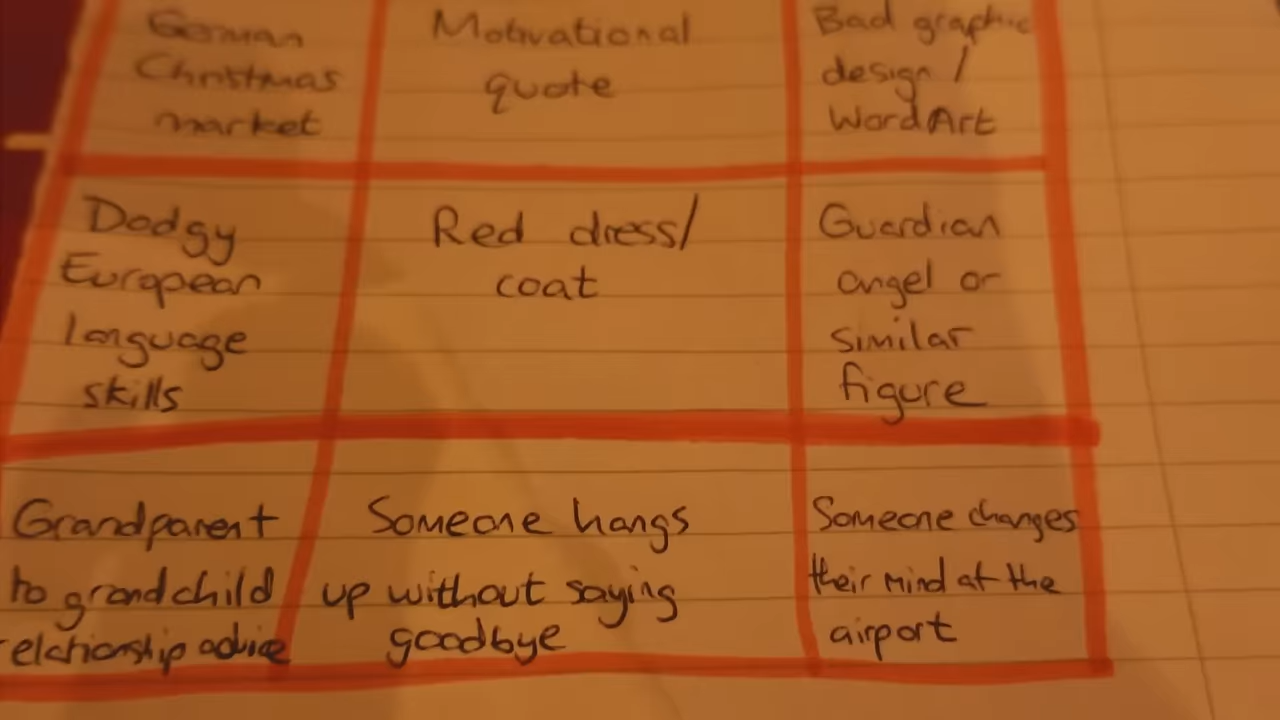 German
Christmas
market
Motivational
quote
Bad graphic
design /
WordArt
Dodgy
European
language
skills
Red dress/
coat
Guardian
angel or
similar
figure
Grandparent
to grandchild
relationship advice
Someone hangs
up without saying
goodbye
Someone changes
their mind at the
airport